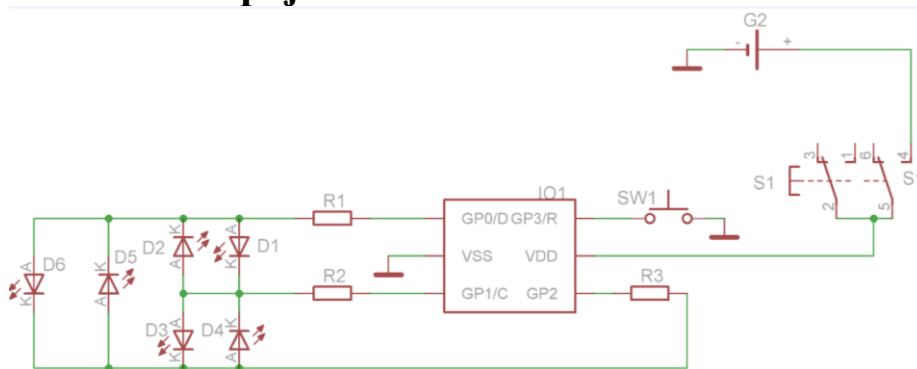 G2
- +
3 1 6 4
S1 S
2 5
IO1
R1 GP0/D GP3/R SW1
VSS VDD
R2 GP1/C GP2 R3
K A
D2 D1
A K
A K
D6 D5
K A
A K
D3 D4
K A